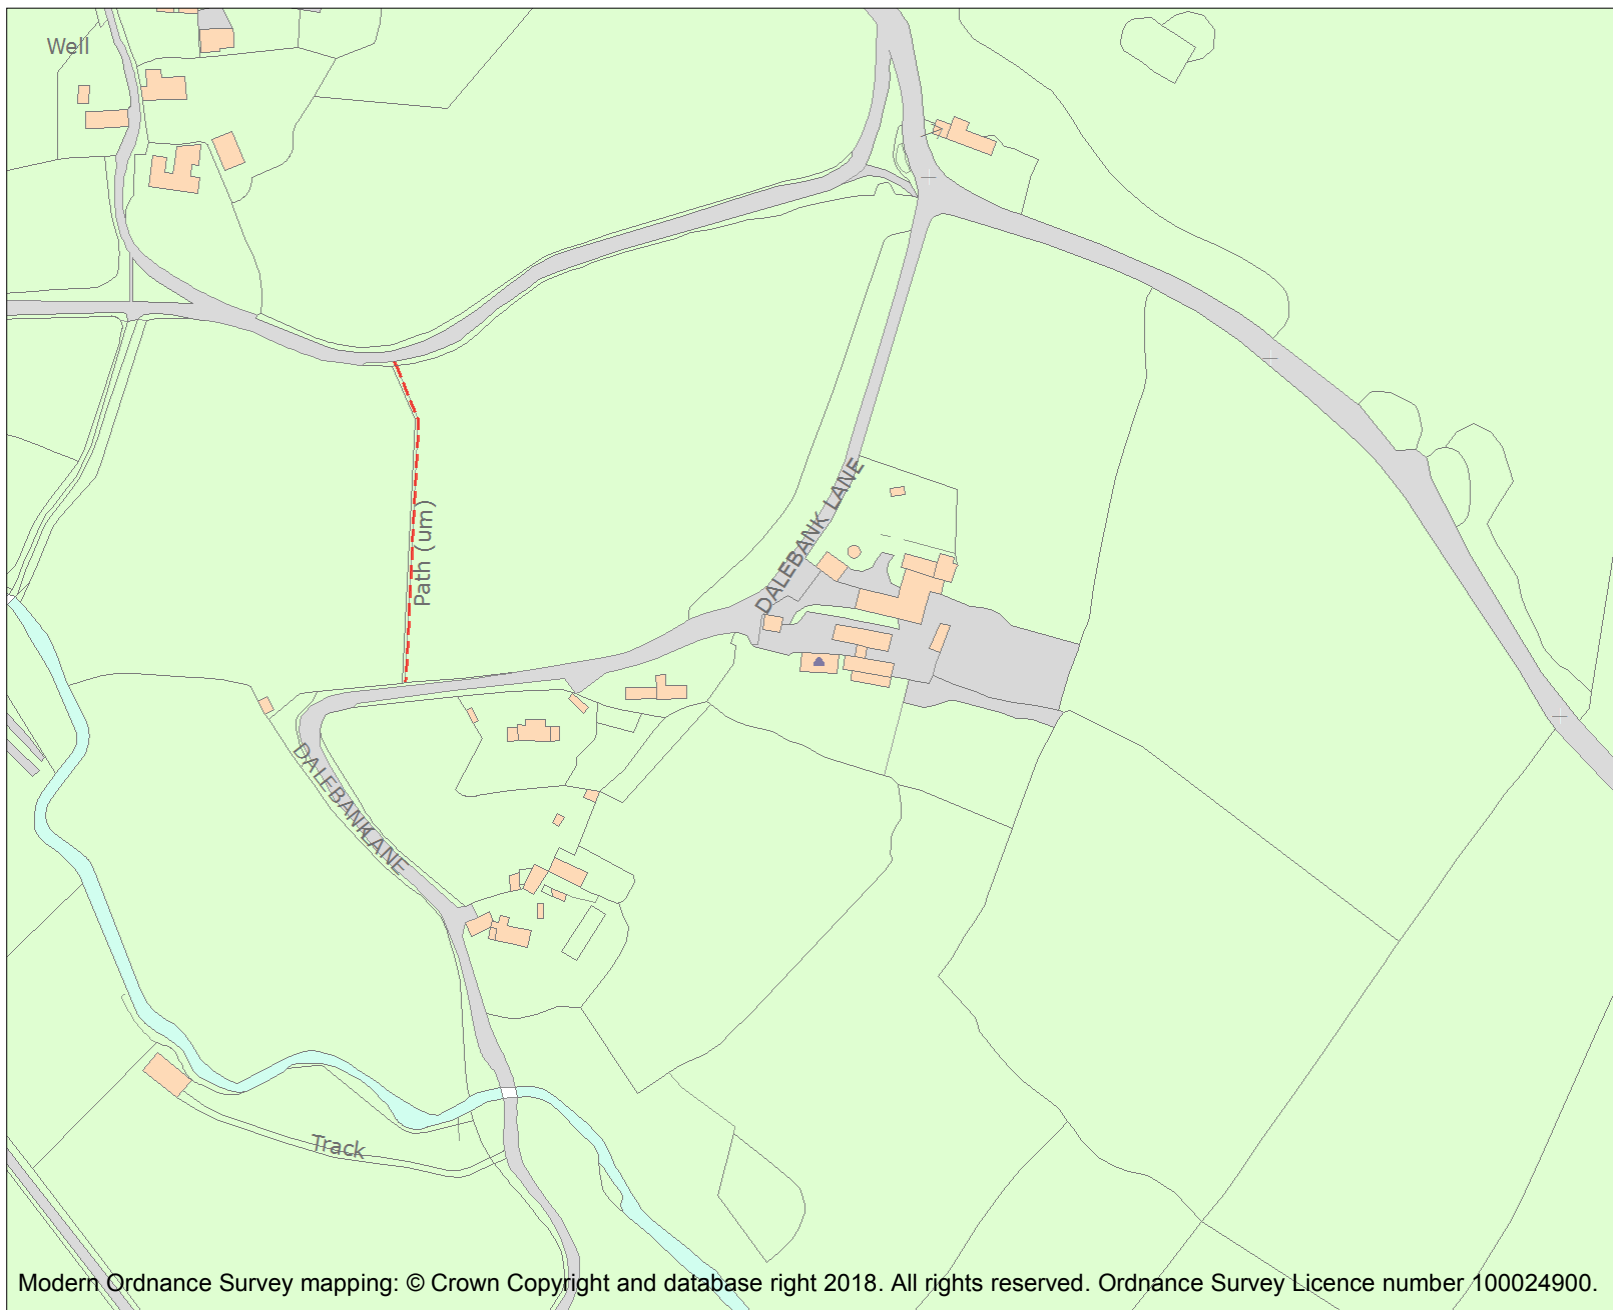 Well
DALEBANK LANE
Path (um)
DALEBANK LANE
Track
Modern Ordnance Survey mapping: © Crown Copyright and database right 2018. All rights reserved. Ordnance Survey Licence number 100024900.